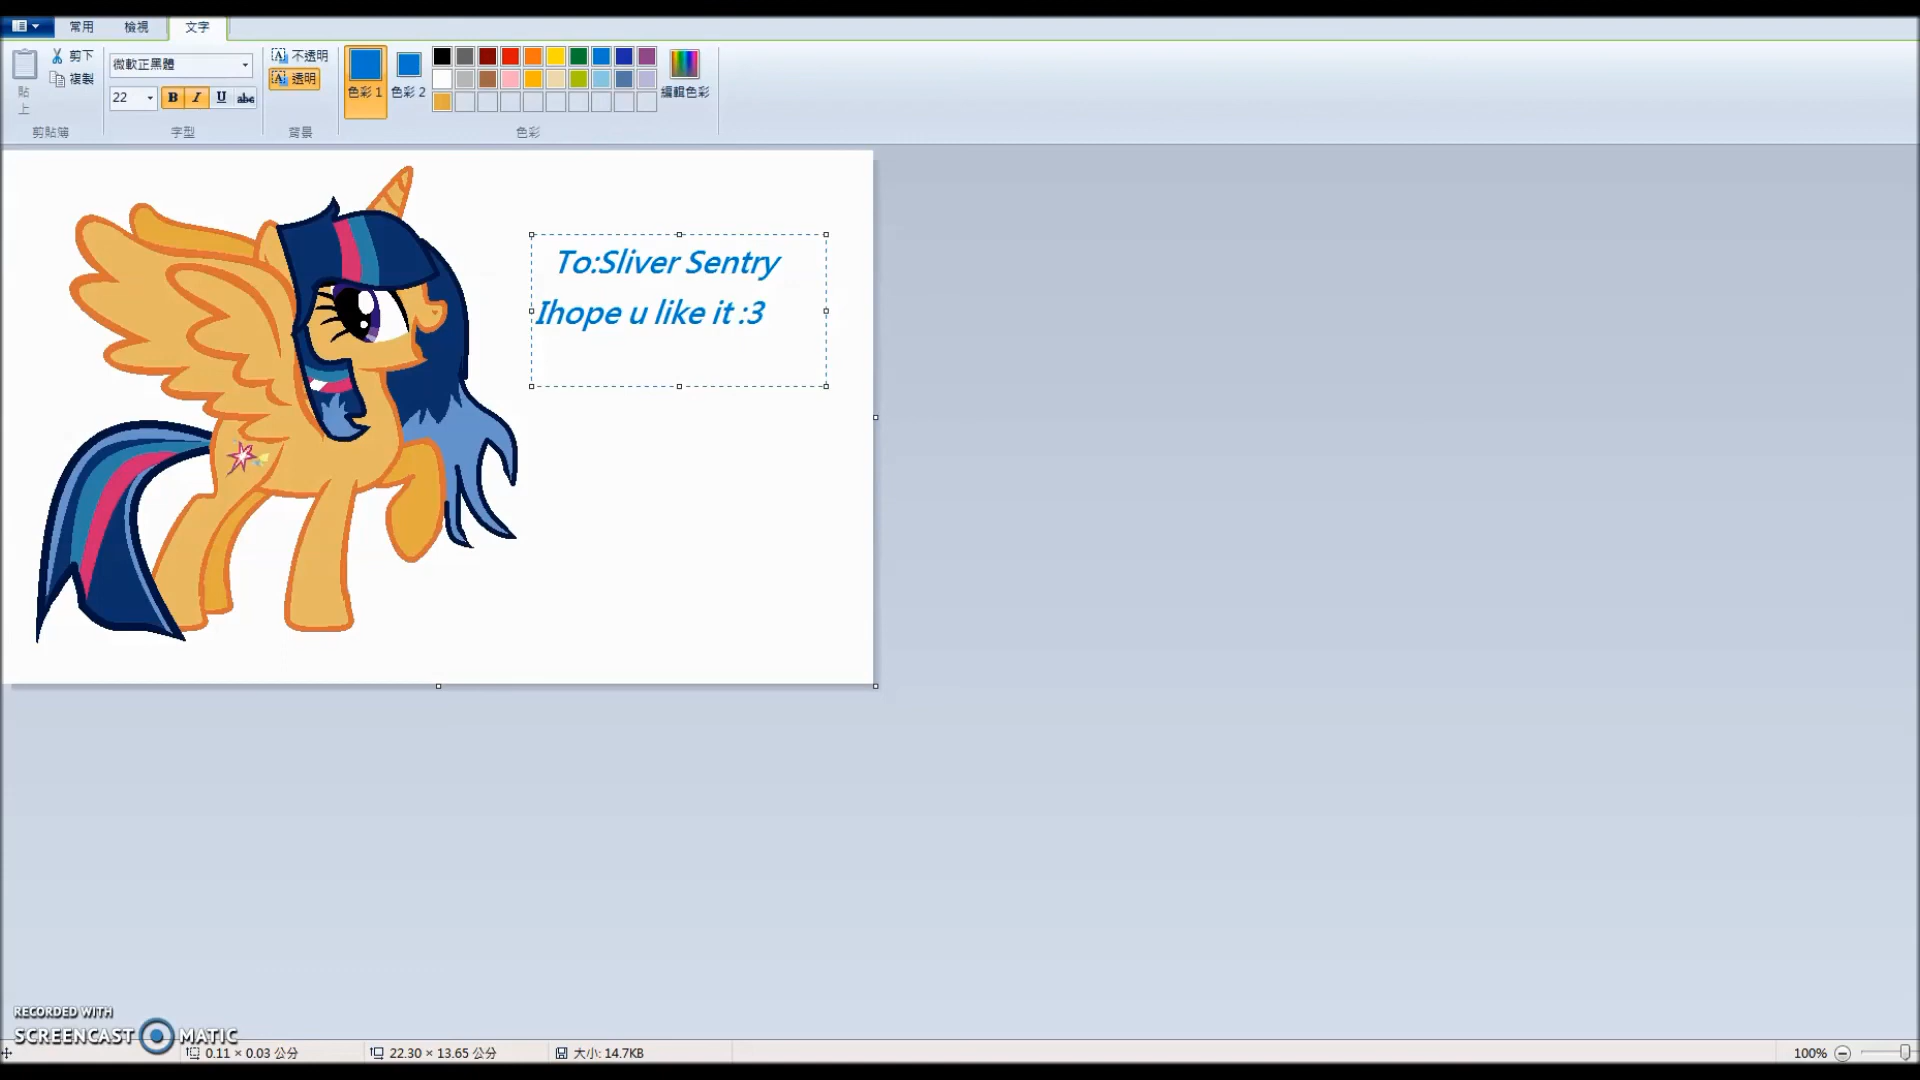 常用 檢視 文字
剪下 微軟正黑體 不透明
複製 透明
貼上 22 B I U abc 色彩 1 色彩 2 編輯色彩
剪貼簿 字型 背景 色彩
To:Sliver Sentry
Ihope u like it :3
RECORDED WITH
SCREENCAST MATIC
0.11 × 0.03 公分 22.30 × 13.65 公分 大小: 14.7KB 100%